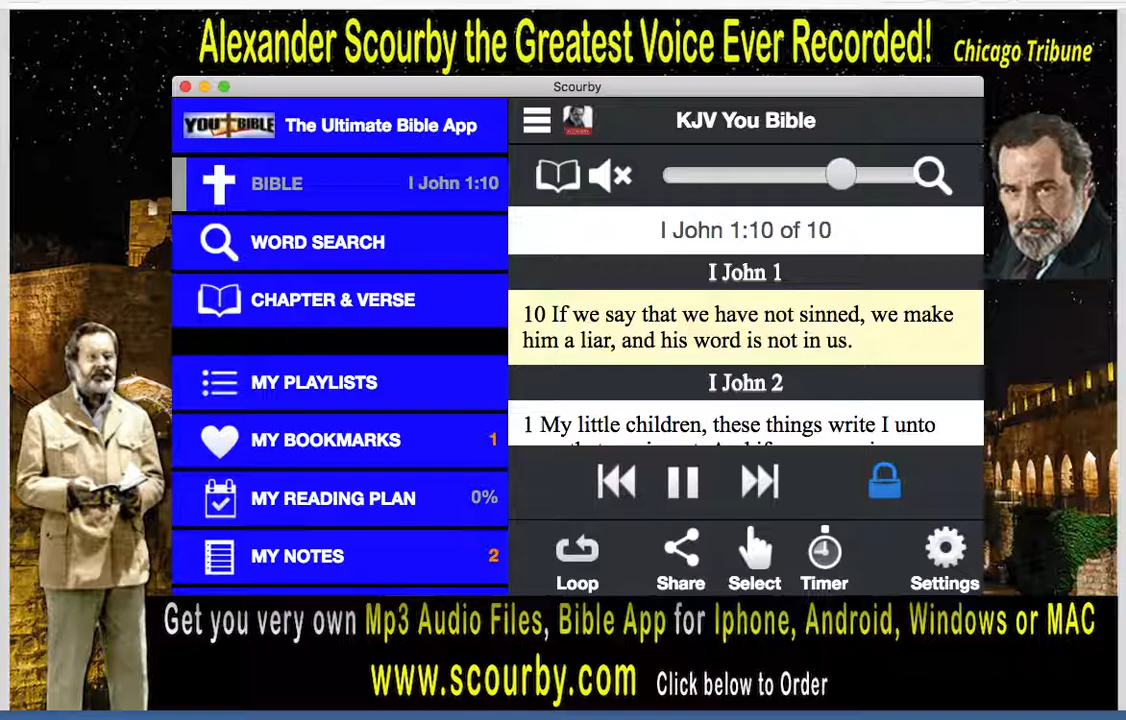 Alexander Scourby the Greatest Voice Ever Recorded! Chicago Tribune
Scourby
YOU BIBLE The Ultimate Bible App
KJV You Bible
BIBLE I John 1:10
WORD SEARCH
CHAPTER & VERSE
MY PLAYLISTS
MY BOOKMARKS 1
MY READING PLAN 0%
MY NOTES 2
I John 1:10 of 10
I John 1
10 If we say that we have not sinned, we make
him a liar, and his word is not in us.
I John 2
1 My little children, these things write I unto
Loop Share Select Timer Settings
Get you very own Mp3 Audio Files, Bible App for Iphone, Android, Windows or MAC
www.scourby.com Click below to Order